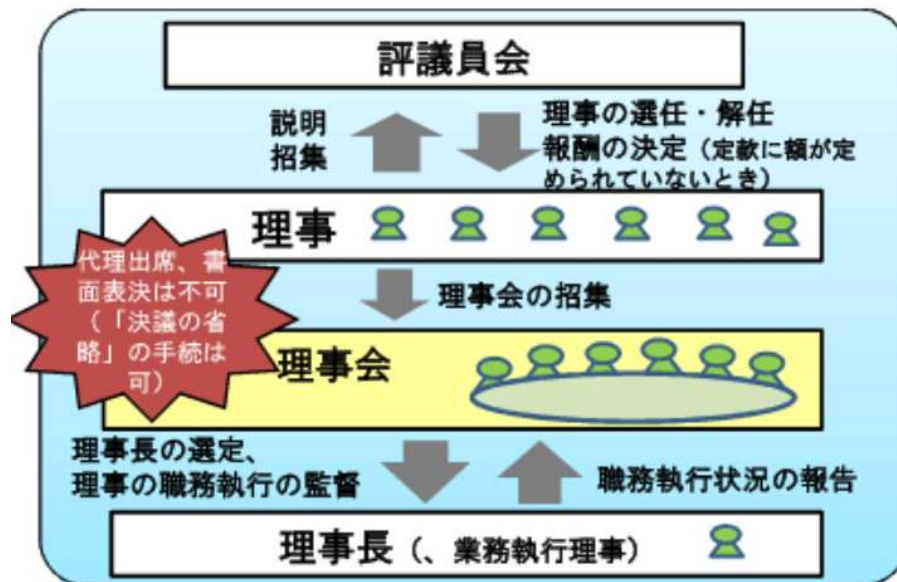 評議員会
説明
招集
理事の選任・解任
報酬の決定（定款に額が定
められていないとき）
理事
代理出席、書
面表決は不可
（「決議の省
略」の手続は
可）
理事会の招集
理事会
理事長の選定、
理事の職務執行の監督
職務執行状況の報告
理事長（、業務執行理事）